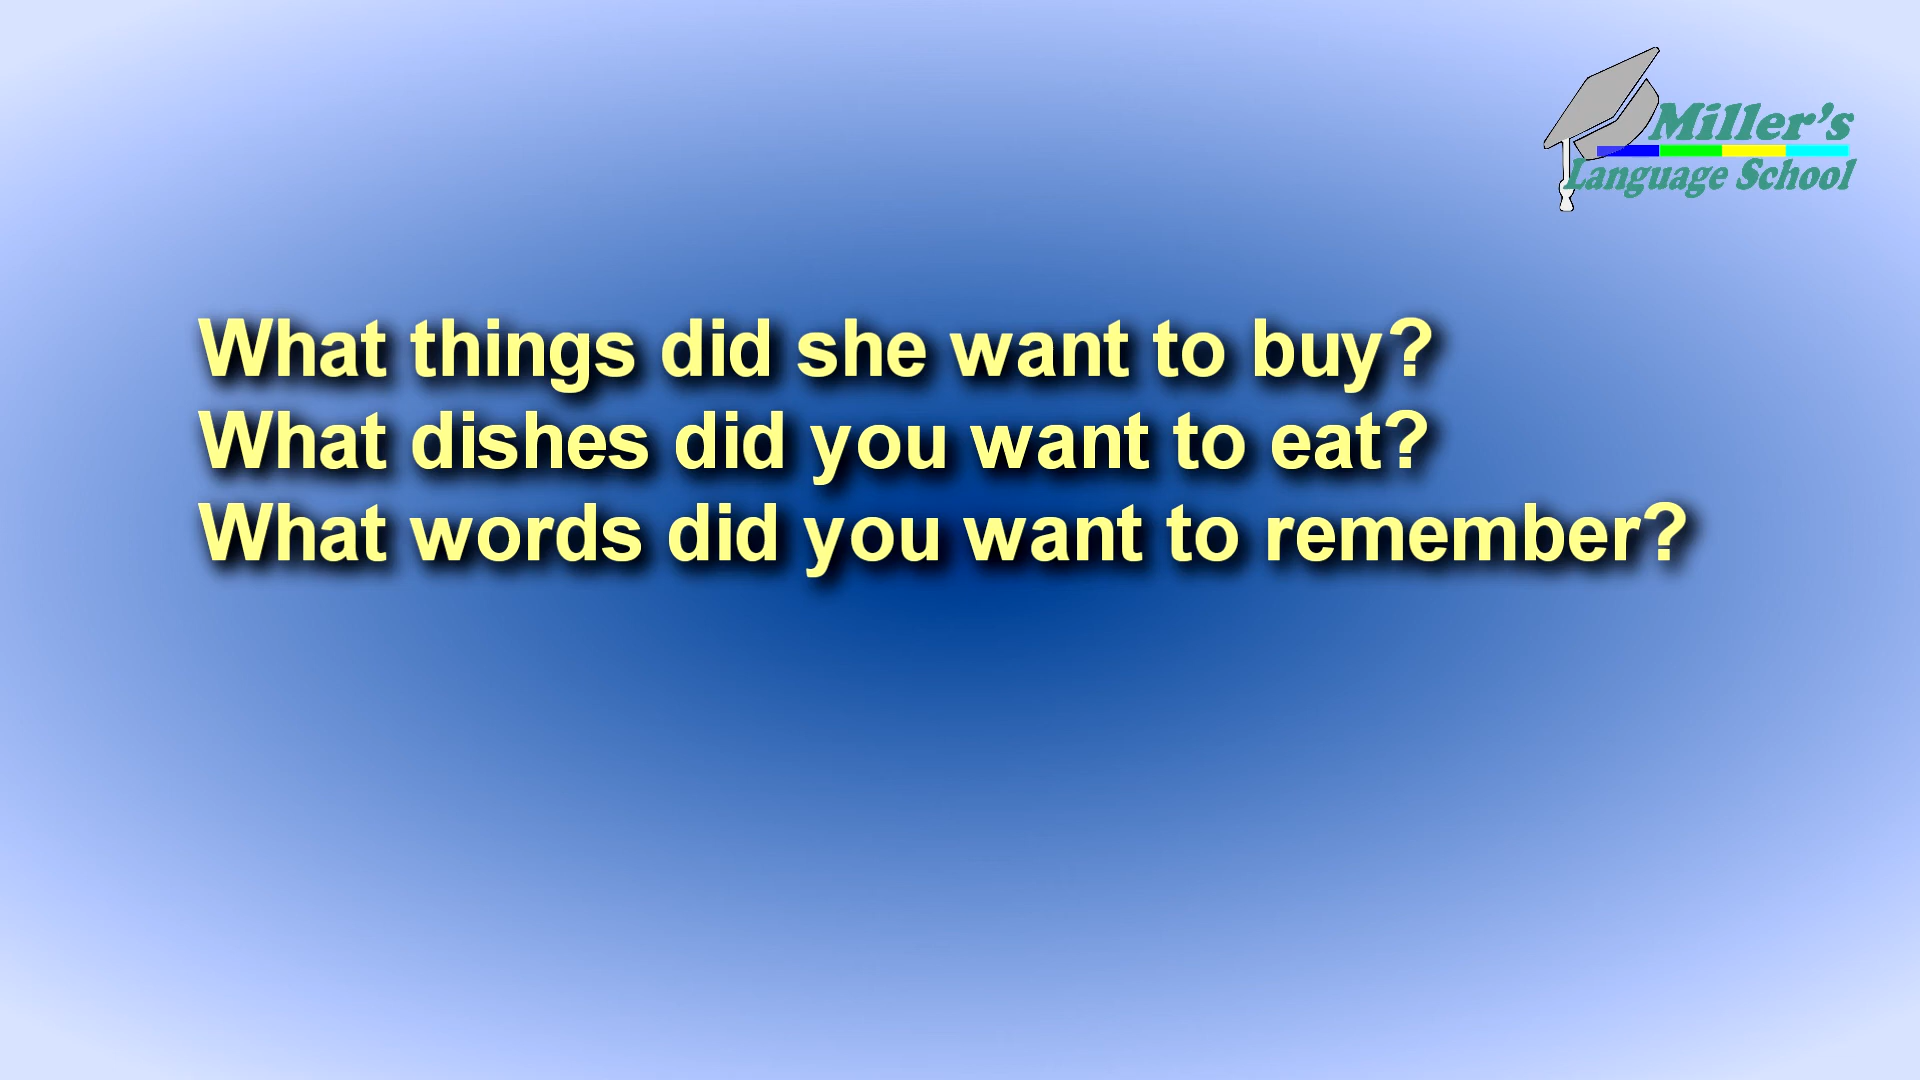 Miller's
Language School
What things did she want to buy?
What dishes did you want to eat?
What words did you want to remember?